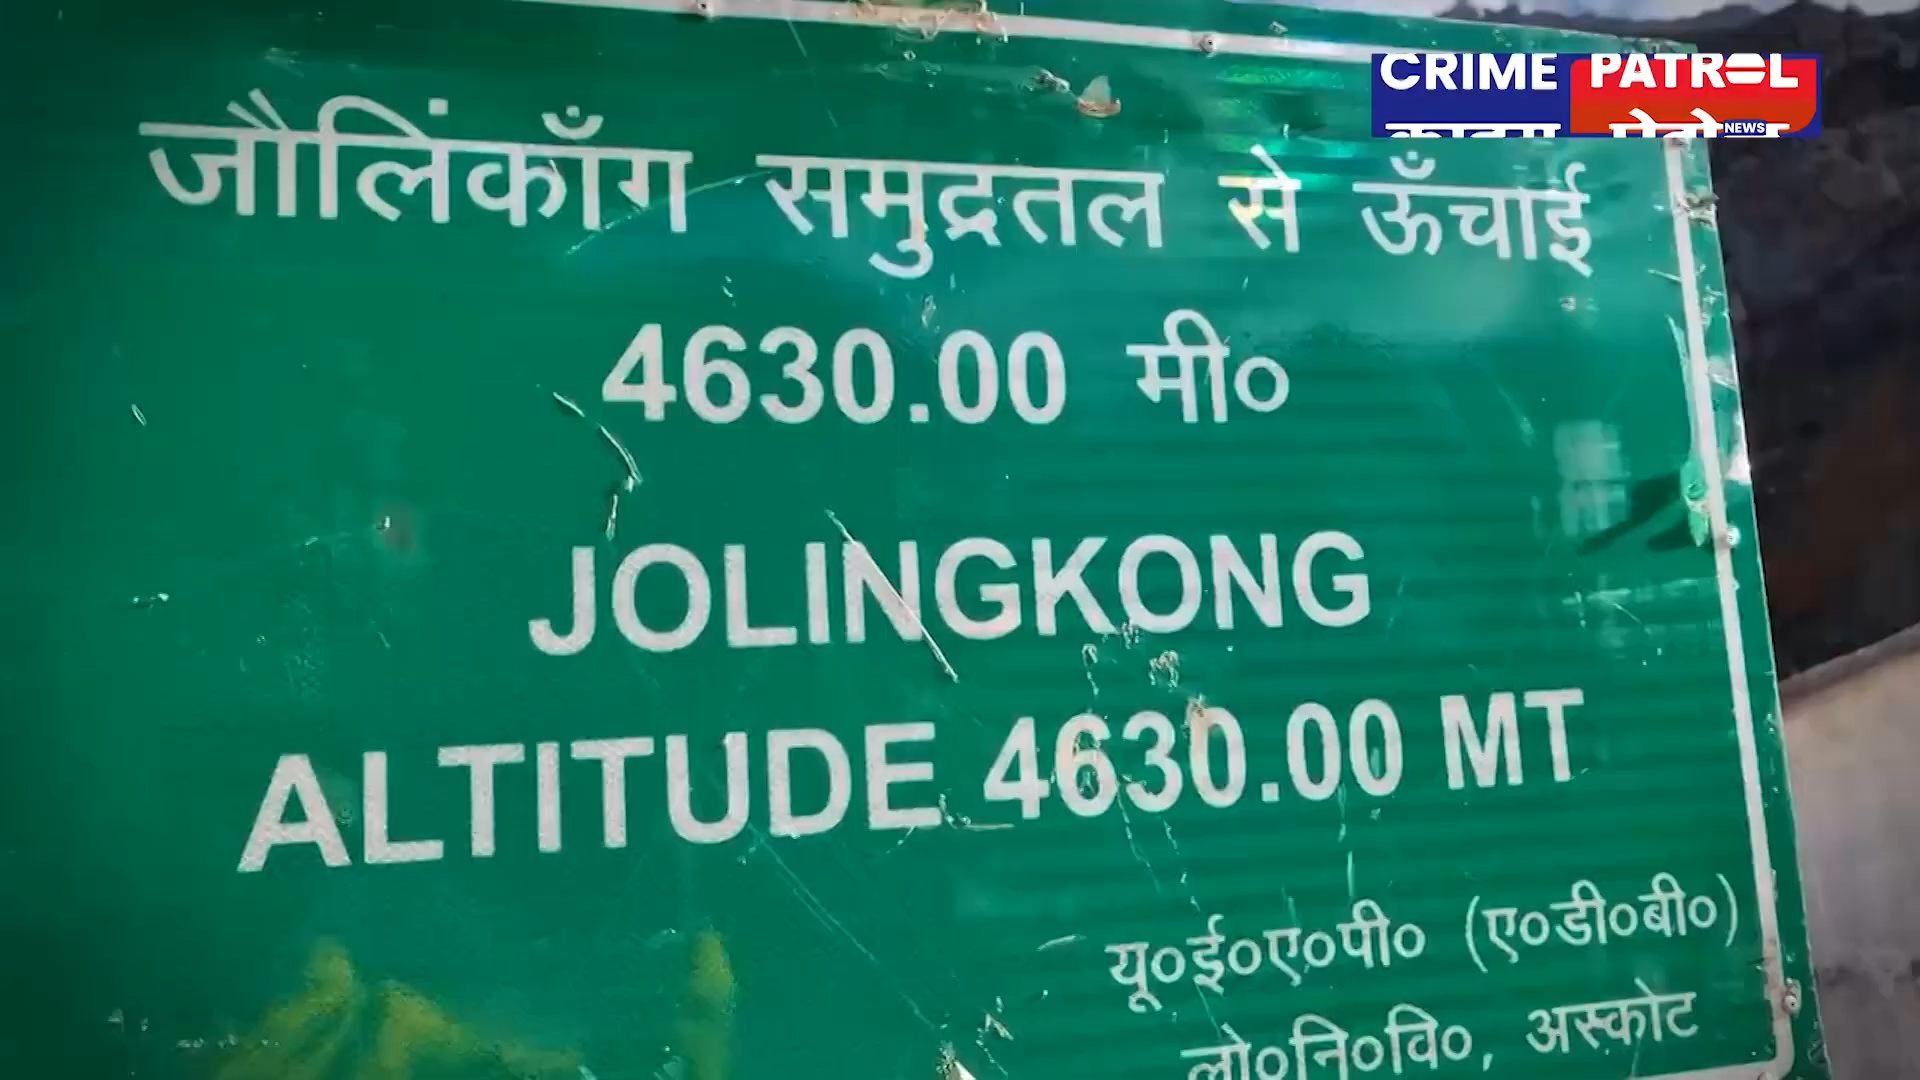 CRIME PATROL
NEWS
जौलिंकाँग समुद्रतल से ऊँचाई
4630.00 मी०
JOLINGKONG
ALTITUDE 4630.00 MT
यू०ई०ए०पी० (ए०डी०बी०)
लो०नि०वि०, अस्कोट